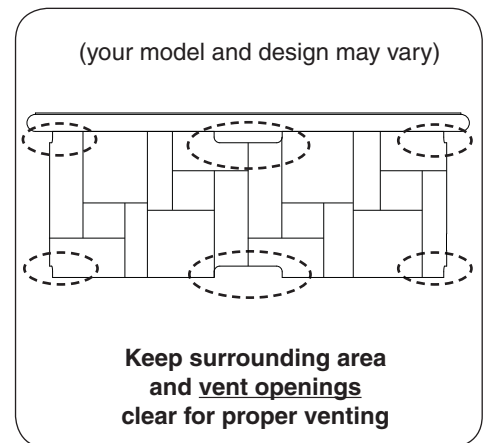 (your model and design may vary)
Keep surrounding area
and vent openings
clear for proper venting